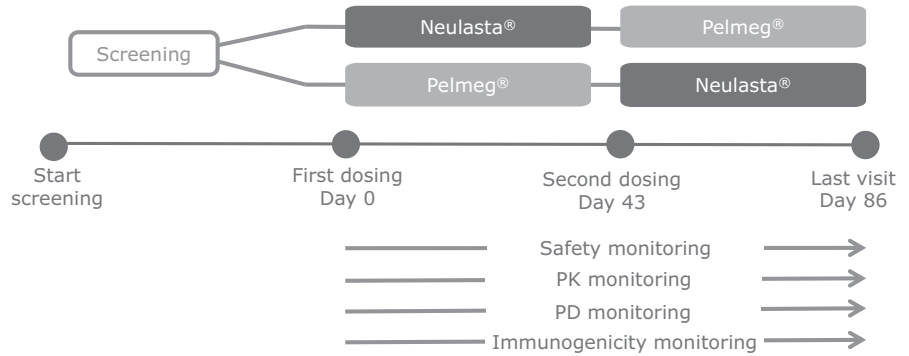 Neulasta®
Pelmeg®
Screening
Pelmeg®
Neulasta®
Start
screening
First dosing
Day 0
Second dosing
Day 43
Last visit
Day 86
Safety monitoring
PK monitoring
PD monitoring
Immunogenicity monitoring